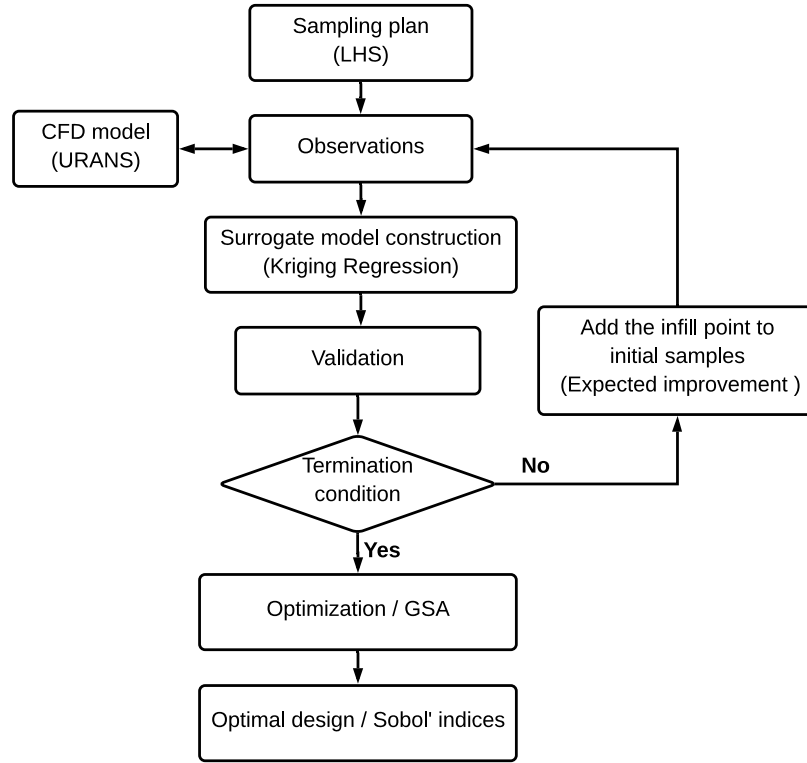 Sampling plan
(LHS)
CFD model
(URANS)
Observations
Surrogate model construction
(Kriging Regression)
Add the infill point to
initial samples
(Expected improvement )
Validation
Termination
condition
No
Yes
Optimization / GSA
Optimal design / Sobol' indices